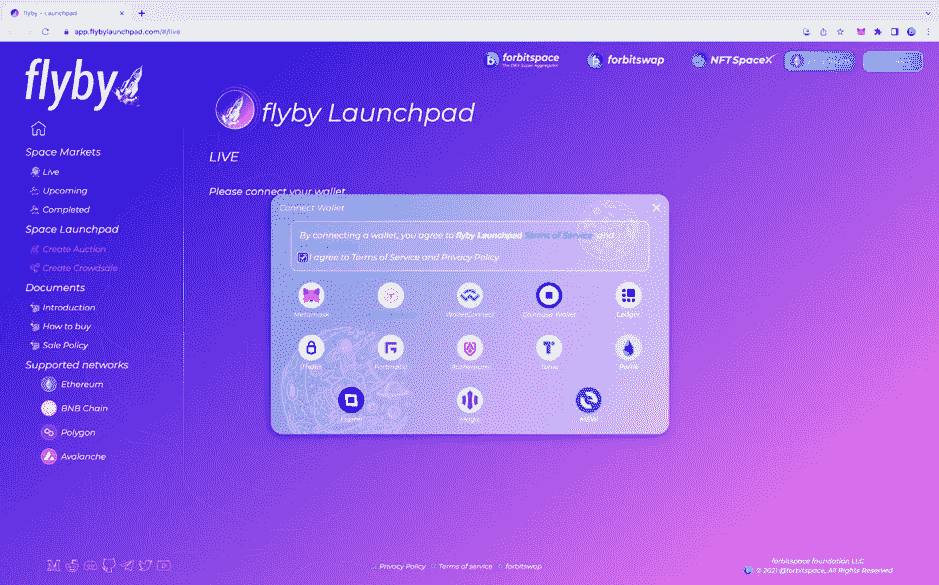 flyby - Launchpad
app.flybylaunchpad.com/#/live
flyby
forbitspace
The DEX Super Aggregator
forbitswap
NFTSpaceX
flyby Launchpad
LIVE
Please connect your wallet
Space Markets
Live
Upcoming
Completed
Space Launchpad
Create Auction
Create Crowdsale
Documents
Introduction
How to buy
Sale Policy
Supported networks
Ethereum
BNB Chain
Polygon
Avalanche
Connect Wallet
By connecting a wallet, you agree to flyby Launchpad Terms of Service and
I agree to Terms of Service and Privacy Policy
Metamask
WalletConnect
Coinbase Wallet
Ledger
Trezor
Fortmatic
Authereum
Torus
Portis
Frame
Magic
MEW
Privacy Policy
Terms of service
forbitswap
forbitspace foundation LLC
© 2021 @forbitspace, All Rights Reserved